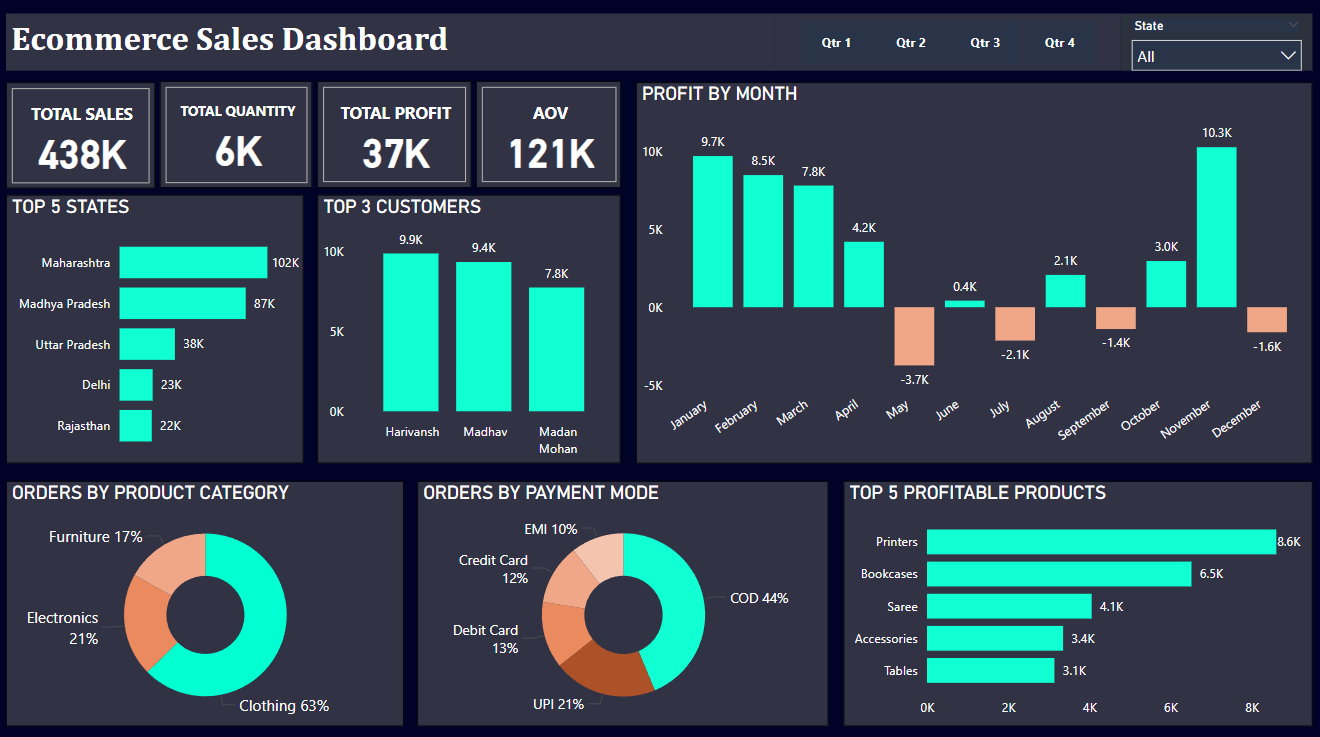 Ecommerce Sales Dashboard
Qtr 1
Qtr 2
Qtr 3
Qtr 4
State
All
TOTAL SALES
438K
TOTAL QUANTITY
6K
TOTAL PROFIT
37K
AOV
121K
PROFIT BY MONTH
10K
5K
0K
-5K
9.7K
8.5K
7.8K
4.2K
-3.7K
0.4K
-2.1K
2.1K
-1.4K
3.0K
10.3K
-1.6K
January
February
March
April
May
June
July
August
September
October
November
December
TOP 5 STATES
Maharashtra 102K
Madhya Pradesh 87K
Uttar Pradesh 38K
Delhi 23K
Rajasthan 22K
TOP 3 CUSTOMERS
10K
5K
0K
9.9K
9.4K
7.8K
Harivansh
Madhav
Madan
Mohan
ORDERS BY PRODUCT CATEGORY
Furniture 17%
Electronics
21%
Clothing 63%
ORDERS BY PAYMENT MODE
EMI 10%
Credit Card
12%
Debit Card
13%
UPI 21%
COD 44%
TOP 5 PROFITABLE PRODUCTS
Printers 8.6K
Bookcases 6.5K
Saree 4.1K
Accessories 3.4K
Tables 3.1K
0K
2K
4K
6K
8K